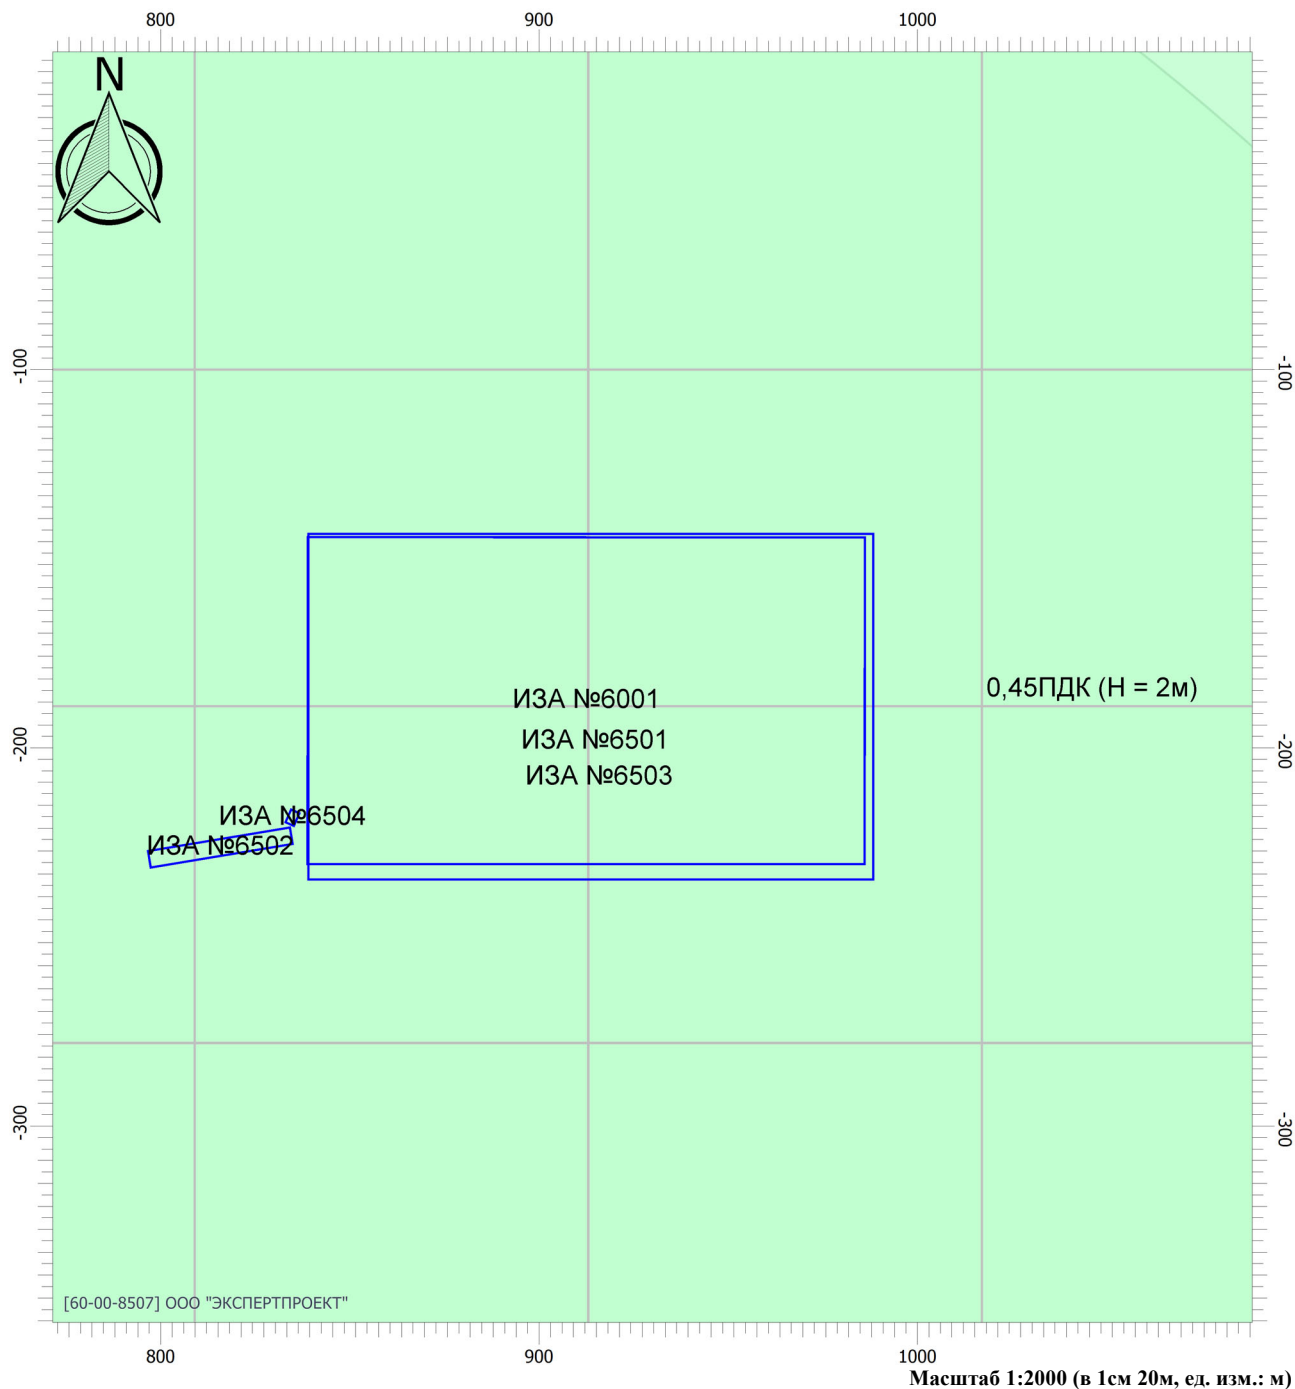 800 900 1000
N
-100 -100
0,45ПДК (Н = 2м)
ИЗА №6001
ИЗА №6501
-200 -200
ИЗА №6503
ИЗА №6504
ИЗА №6502
-300 -300
[60-00-8507] ООО "ЭКСПЕРТПРОЕКТ"
800 900 1000
Масштаб 1:2000 (в 1см 20м, ед. изм.: м)